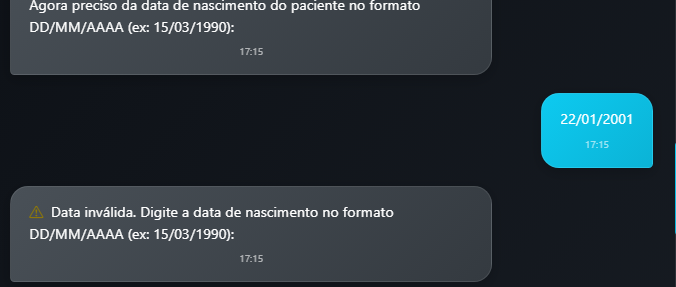 Agora preciso da data de nascimento do paciente no formato
DD/MM/AAAA (ex: 15/03/1990):
17:15
22/01/2001
17:15
⚠ Data inválida. Digite a data de nascimento no formato
DD/MM/AAAA (ex: 15/03/1990):
17:15